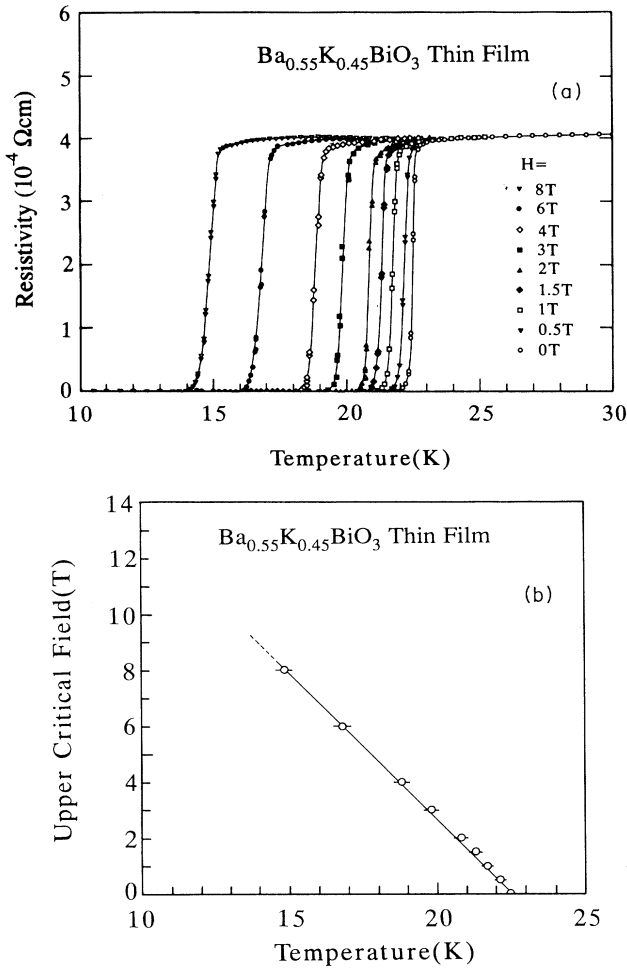 Ba0.55K0.45BiO3 Thin Film
(a)
Resistivity (10-4 Ωcm)
6
5
4
3
2
1
0
H=
8T
6T
4T
3T
2T
1.5T
1T
0.5T
0T
10 15 20 25 30
Temperature(K)
Ba0.55K0.45BiO3 Thin Film
(b)
Upper Critical Field(T)
14
12
10
8
6
4
2
0
10 15 20 25
Temperature(K)